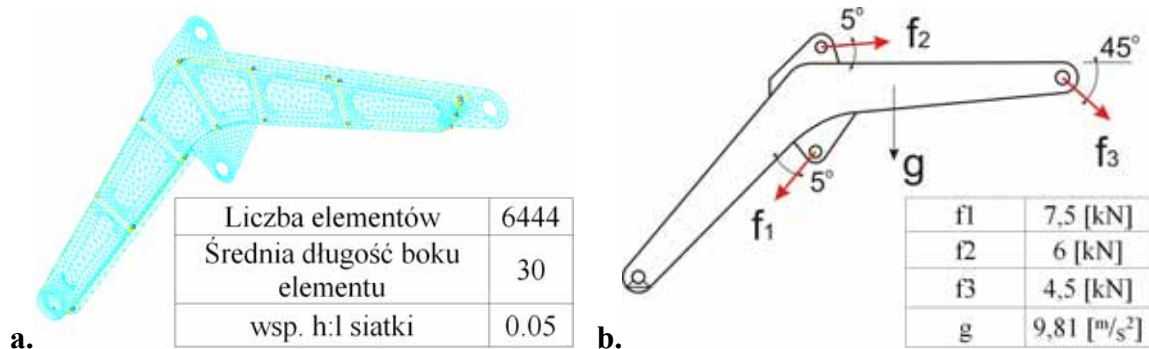 Liczba elementów 6444
Średnia długość boku
elementu 30
wsp. h:l siatki 0.05
a.
5°
f2
45°
f3
g
5°
f1
f1 7,5 [kN]
f2 6 [kN]
f3 4,5 [kN]
g 9,81 [m/s²]
b.